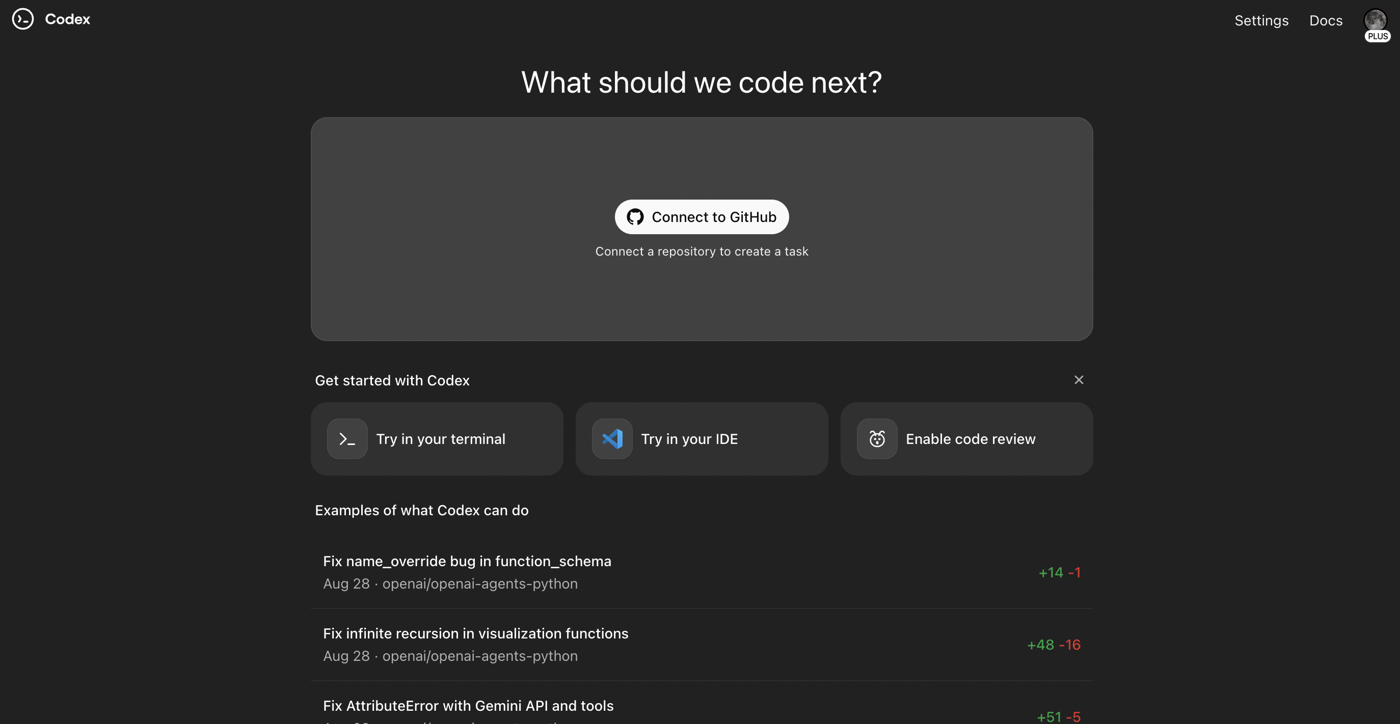 Codex
Settings
Docs
PLUS
What should we code next?
Connect to GitHub
Connect a repository to create a task
Get started with Codex
Try in your terminal
Try in your IDE
Enable code review
Examples of what Codex can do
Fix name_override bug in function_schema
Aug 28 · openai/openai-agents-python
+14 -1
Fix infinite recursion in visualization functions
Aug 28 · openai/openai-agents-python
+48 -16
Fix AttributeError with Gemini API and tools
+51 -5